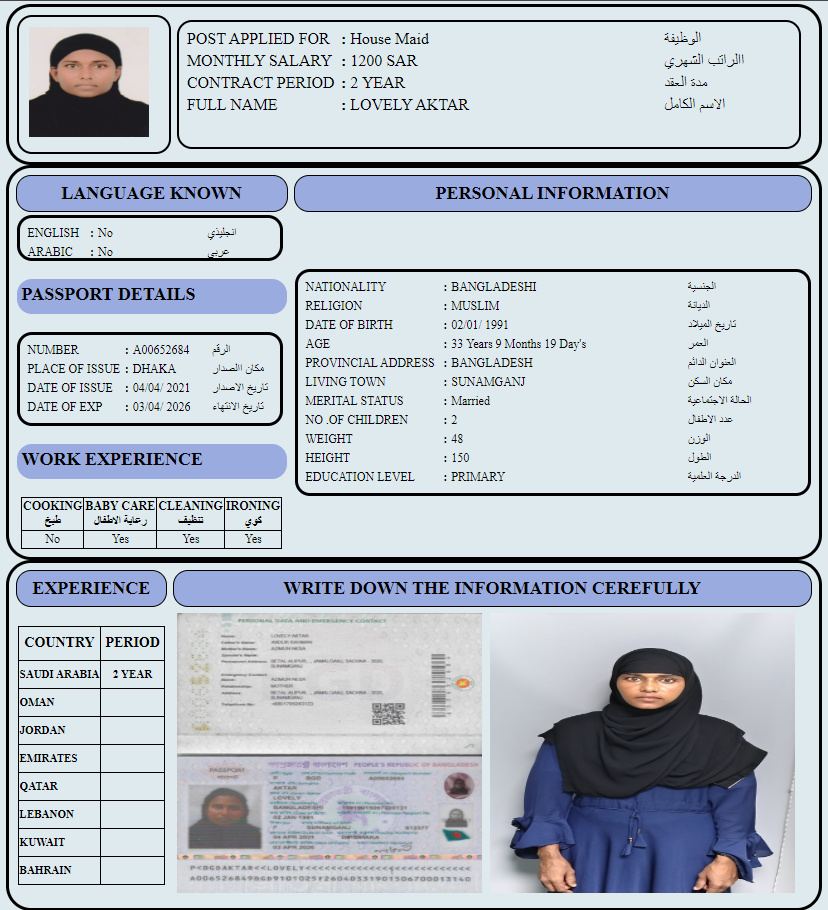 POST APPLIED FOR : House Maid الوظيفة
MONTHLY SALARY : 1200 SAR االراتب الشهري
CONTRACT PERIOD : 2 YEAR مدة العقد
FULL NAME : LOVELY AKTAR الاسم الكامل
LANGUAGE KNOWN
ENGLISH : No انجليذي
ARABIC : No عربي
PASSPORT DETAILS
NUMBER : A00652684 الرقم
PLACE OF ISSUE : DHAKA مكان االصدار
DATE OF ISSUE : 04/04/ 2021 تاريخ الاصدار
DATE OF EXP : 03/04/ 2026 تاريخ الانتهاء
WORK EXPERIENCE
COOKING BABY CARE CLEANING IRONING
طبخ رعاية الاطفال تنظيف كوي
No Yes Yes Yes
PERSONAL INFORMATION
NATIONALITY : BANGLADESHI الجنسية
RELIGION : MUSLIM الديانة
DATE OF BIRTH : 02/01/ 1991 تاريخ الميلاد
AGE : 33 Years 9 Months 19 Day's العمر
PROVINCIAL ADDRESS : BANGLADESH العنوان الدائم
LIVING TOWN : SUNAMGANJ مكان السكن
MERITAL STATUS : Married الحالة الاجتماعية
NO .OF CHILDREN : 2 عدد الاطفال
WEIGHT : 48 الوزن
HEIGHT : 150 الطول
EDUCATION LEVEL : PRIMARY الدرجة العلمية
EXPERIENCE
COUNTRY PERIOD
SAUDI ARABIA 2 YEAR
OMAN
JORDAN
EMIRATES
QATAR
LEBANON
KUWAIT
BAHRAIN
WRITE DOWN THE INFORMATION CEREFULLY
PERSONAL DATA AND EMERGENCY CONTACT
LOVELY AKTAR
PASSPORT
PEOPLE'S REPUBLIC OF BANGLADESH
P BGD
AKTAR
LOVELY
BANGLADESHI
02 JAN 1991
F SUNAMGANJ
04 APR 2021
03 APR 2026